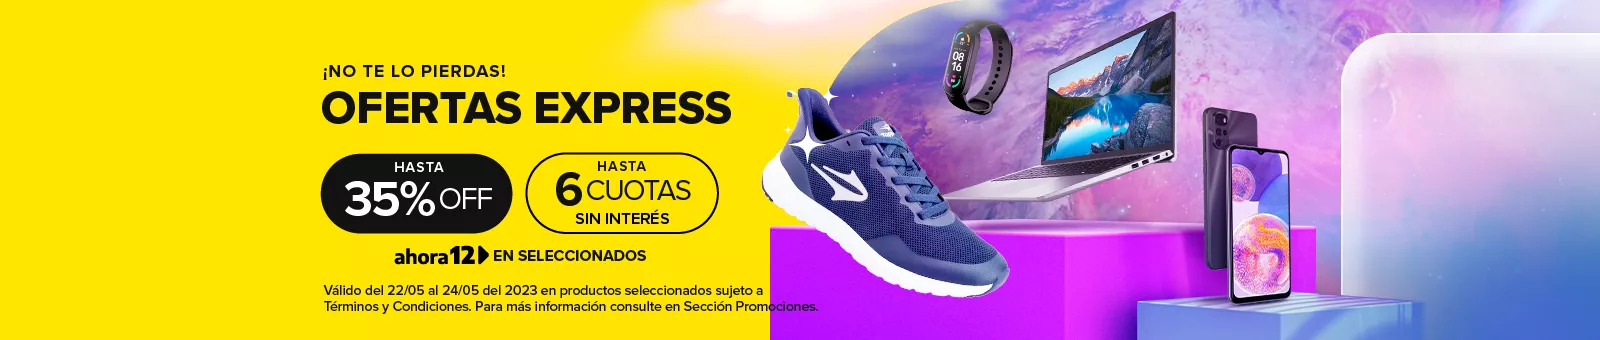 ¡NO TE LO PIERDAS!
OFERTAS EXPRESS
HASTA
35% OFF
HASTA
6 CUOTAS
SIN INTERÉS
ahora12 EN SELECCIONADOS
Válido del 22/05 al 24/05 del 2023 en productos seleccionados sujeto a
Términos y Condiciones. Para más información consulte en Sección Promociones.
08
16